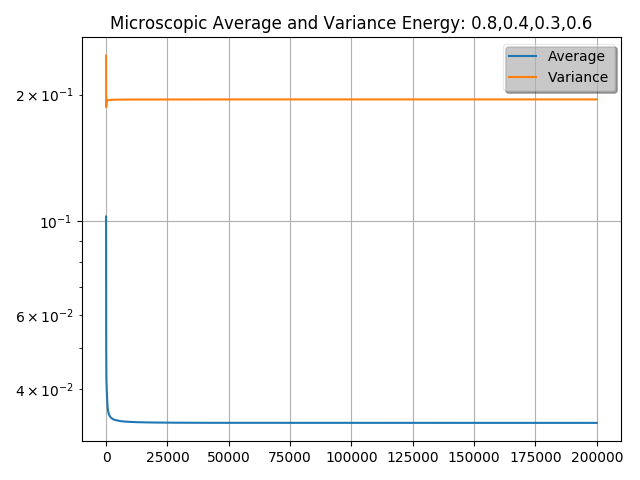 Microscopic Average and Variance Energy: 0.8,0.4,0.3,0.6
Average
Variance
2 × 10⁻¹
10⁻¹
6 × 10⁻²
4 × 10⁻²
0 25000 50000 75000 100000 125000 150000 175000 200000